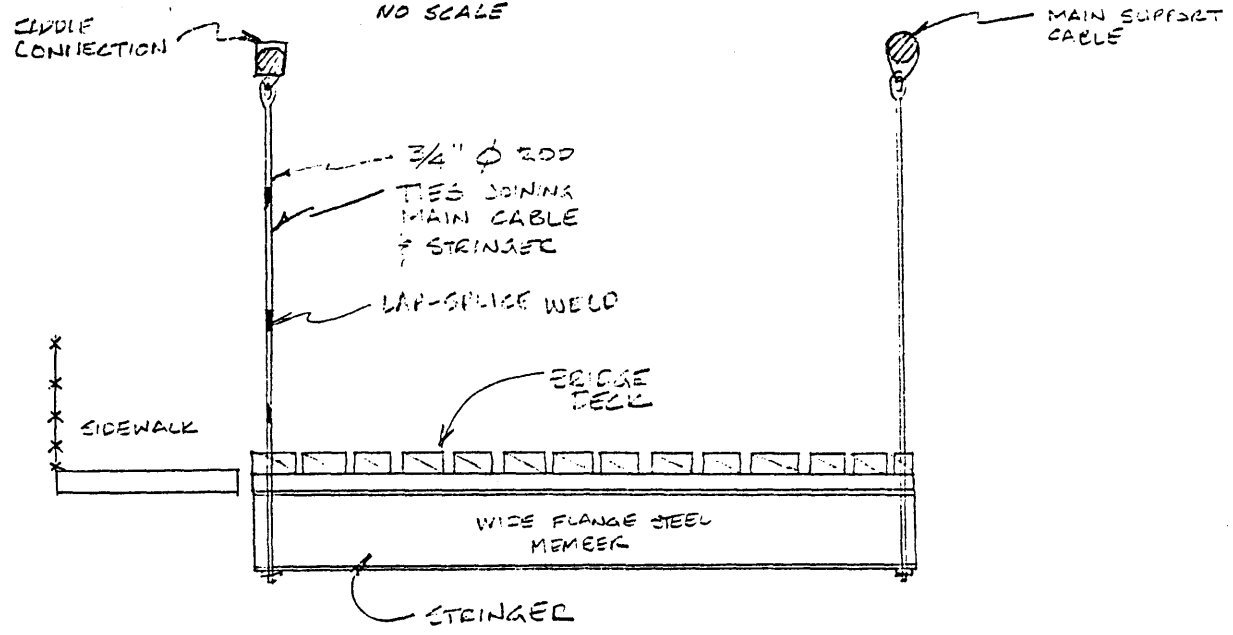 NO SCALE
SADDLE
CONNECTION
MAIN SUPPORT
CABLE
3/4" Ø ROD
TIES JOINING
MAIN CABLE
& STRINGER
LAP-SPLICE WELD
BRIDGE
DECK
SIDEWALK
WIDE FLANGE STEEL
MEMBER
STRINGER